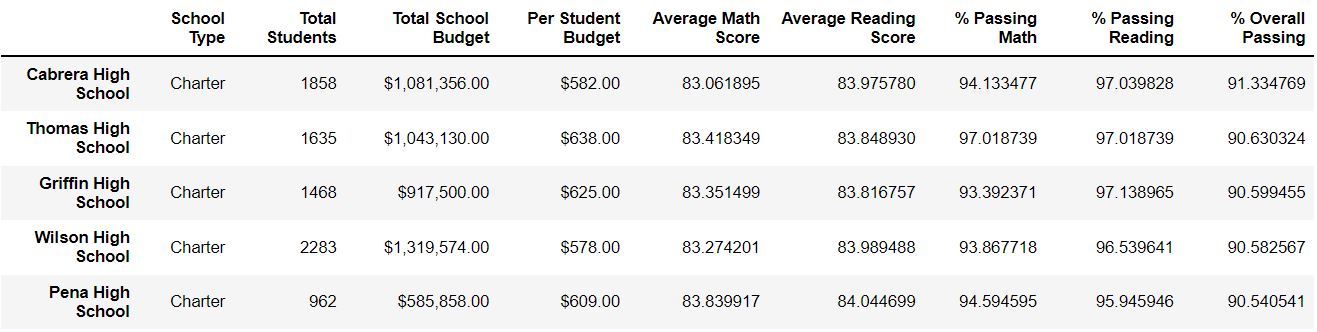 School Type Total Students Total School Budget Per Student Budget Average Math Score Average Reading Score % Passing Math % Passing Reading % Overall Passing
Cabrera High School Charter 1858 $1,081,356.00 $582.00 83.061895 83.975780 94.133477 97.039828 91.334769
Thomas High School Charter 1635 $1,043,130.00 $638.00 83.418349 83.848930 97.018739 97.018739 90.630324
Griffin High School Charter 1468 $917,500.00 $625.00 83.351499 83.816757 93.392371 97.138965 90.599455
Wilson High School Charter 2283 $1,319,574.00 $578.00 83.274201 83.989488 93.867718 96.539641 90.582567
Pena High School Charter 962 $585,858.00 $609.00 83.839917 84.044699 94.594595 95.945946 90.540541